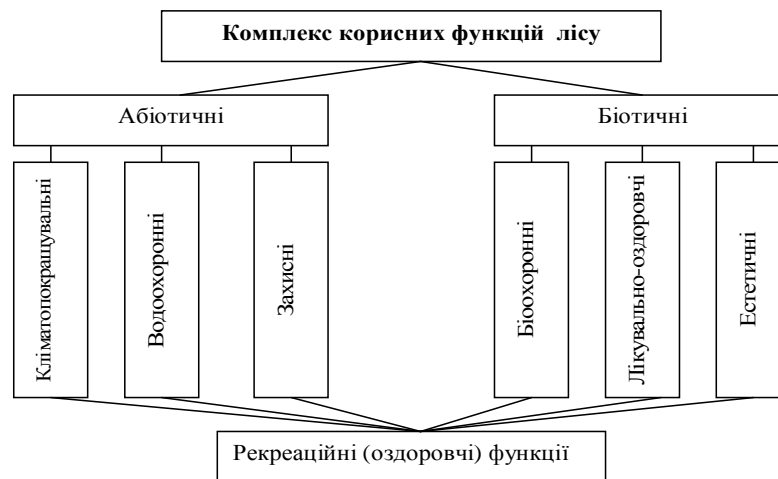 Комплекс корисних функцій лісу
Абіотичні
Біотичні
Кліматопокращувальні
Водоохоронні
Захисні
Біоохоронні
Лікувально-оздоровчі
Естетичні
Рекреаційні (оздоровчі) функції